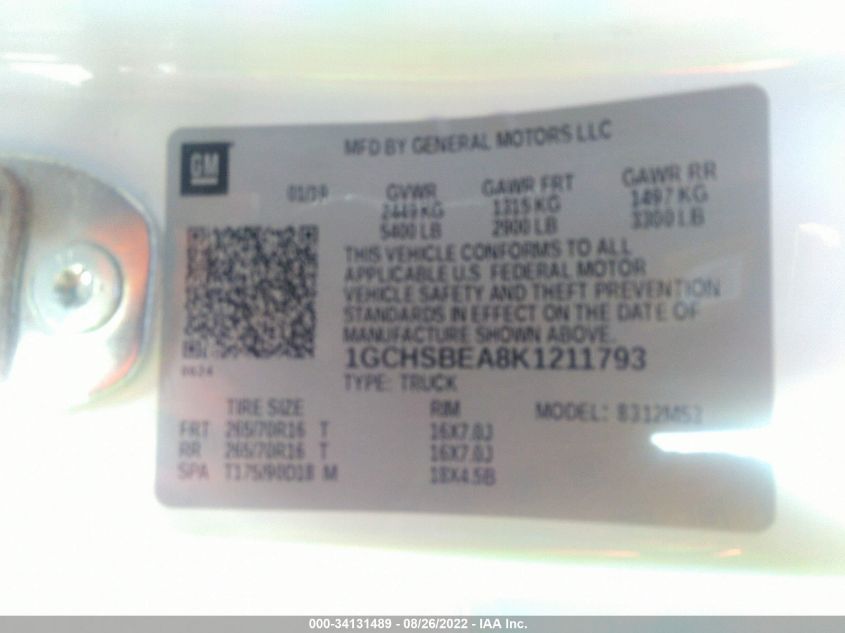 MFD BY GENERAL MOTORS LLC
GM
01/19 GVWR GAWR FRT GAWR RR
2449 KG 1315 KG 1497 KG
5400 LB 2900 LB 3300 LB
THIS VEHICLE CONFORMS TO ALL
APPLICABLE U.S. FEDERAL MOTOR
VEHICLE SAFETY AND THEFT PREVENTION
STANDARDS IN EFFECT ON THE DATE OF
MANUFACTURE SHOWN ABOVE.
1GCHSBEA8K1211793
0624
TYPE: TRUCK
TIRE SIZE RIM MODEL:
FRT 265/70R16 T 16X7.0J
RR 265/70R16 T 16X7.0J
SPA T175/90D18 M 18X4.5B
000-34131489 - 08/26/2022 - IAA Inc.